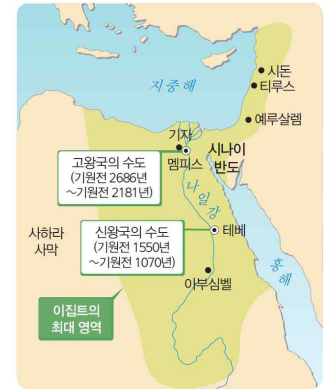 지중해
시돈
티루스
예루살렘
기자
멤피스
시나이
반도
고왕국의 수도
(기원전 2686년
~기원전 2181년)
나일강
신왕국의 수도
(기원전 1550년
~기원전 1070년)
테베
사하라
사막
홍해
아부심벨
이집트의
최대 영역